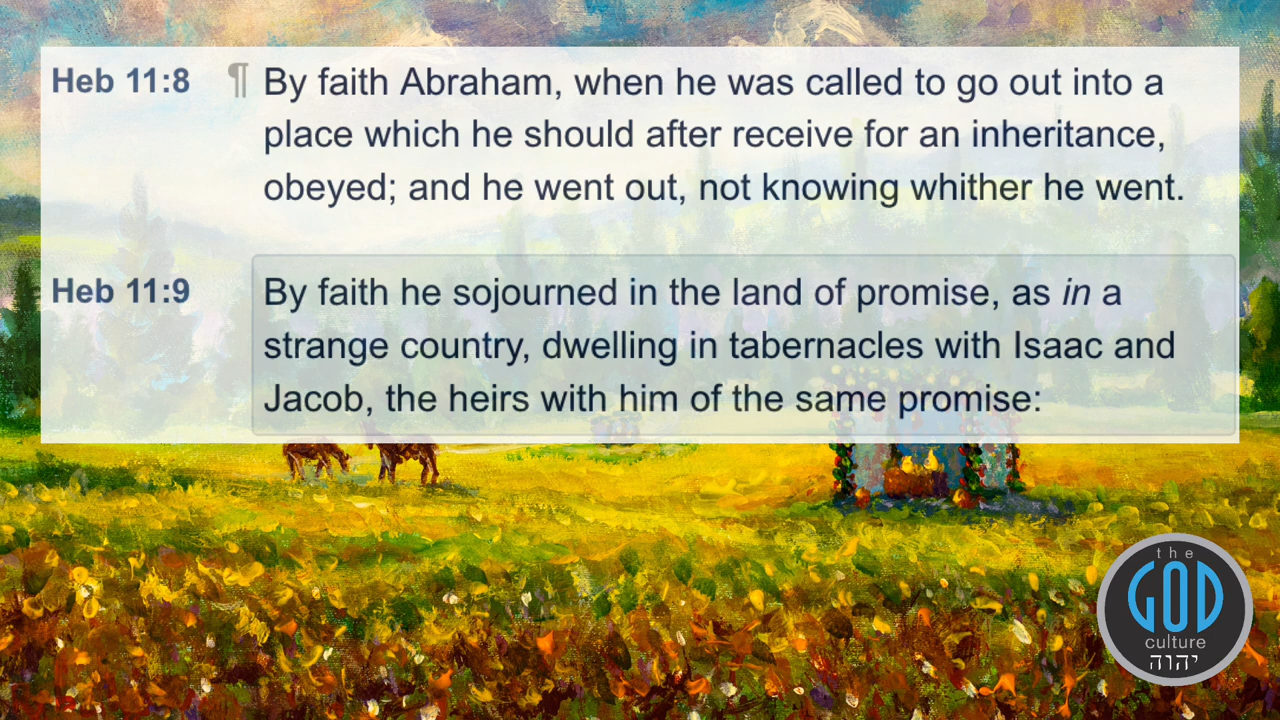 Heb 11:8 ¶ By faith Abraham, when he was called to go out into a
place which he should after receive for an inheritance,
obeyed; and he went out, not knowing whither he went.
Heb 11:9 By faith he sojourned in the land of promise, as in a
strange country, dwelling in tabernacles with Isaac and
Jacob, the heirs with him of the same promise:
the
GOD
culture
יהוה